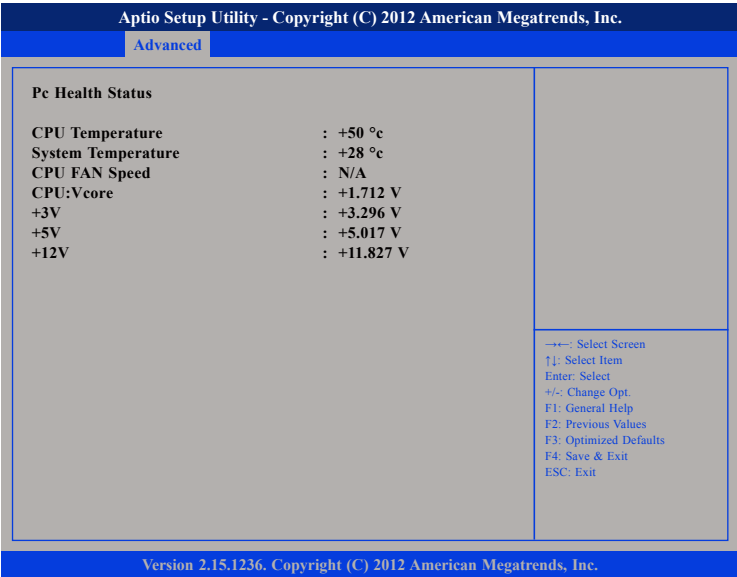 Aptio Setup Utility - Copyright (C) 2012 American Megatrends, Inc.
Advanced
Pc Health Status
CPU Temperature : +50 °c
System Temperature : +28 °c
CPU FAN Speed : N/A
CPU:Vcore : +1.712 V
+3V : +3.296 V
+5V : +5.017 V
+12V : +11.827 V
→←: Select Screen
↑↓: Select Item
Enter: Select
+/-: Change Opt.
F1: General Help
F2: Previous Values
F3: Optimized Defaults
F4: Save & Exit
ESC: Exit
Version 2.15.1236. Copyright (C) 2012 American Megatrends, Inc.